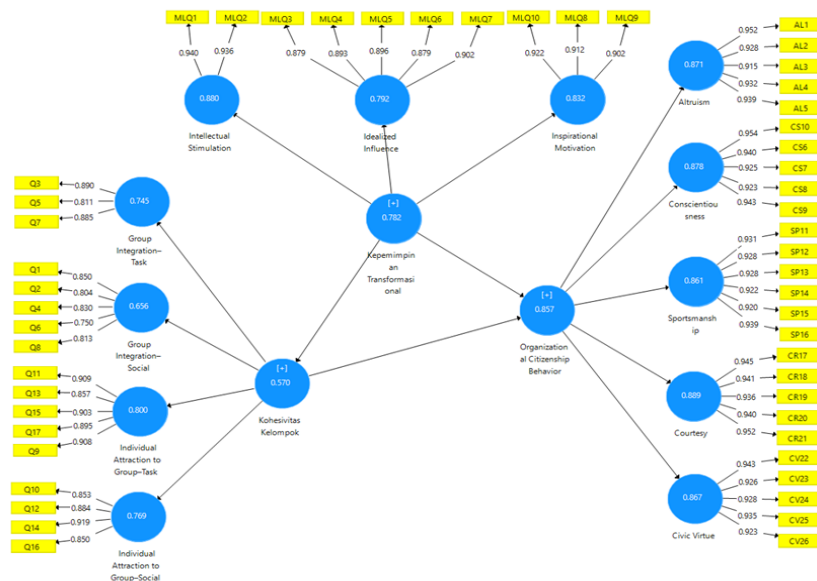 MLQ1
MLQ2
MLQ3
MLQ4
MLQ5
MLQ6
MLQ7
MLQ10
MLQ8
MLQ9
0.940
0.936
0.879
0.893
0.896
0.879
0.902
0.922
0.912
0.902
0.880
Intellectual
Stimulation
0.792
Idealized
Influence
0.832
Inspirational
Motivation
AL1
AL2
AL3
AL4
AL5
0.952
0.928
0.915
0.932
0.939
0.871
Altruism
CS10
CS6
CS7
CS8
CS9
0.954
0.940
0.925
0.923
0.943
0.878
Conscientiou
sness
Q3
Q5
Q7
0.890
0.811
0.885
0.745
Group
Integration–
Task
[+]
0.782
Kepemimpin
an
Transformasi
onal
SP11
SP12
SP13
SP14
SP15
SP16
0.931
0.928
0.928
0.922
0.920
0.939
0.861
Sportsmansh
ip
Q1
Q2
Q4
Q6
Q8
0.850
0.804
0.830
0.750
0.813
0.656
Group
Integration–
Social
[+]
0.857
Organization
al Citizenship
Behavior
CR17
CR18
CR19
CR20
CR21
0.945
0.941
0.936
0.940
0.952
0.889
Courtesy
Q11
Q13
Q15
Q17
Q9
0.909
0.857
0.903
0.895
0.908
0.800
Individual
Attraction to
Group–Task
[+]
0.570
Kohesivitas
Kelompok
CV22
CV23
CV24
CV25
CV26
0.943
0.926
0.928
0.935
0.923
0.867
Civic Virtue
Q10
Q12
Q14
Q16
0.853
0.884
0.919
0.850
0.769
Individual
Attraction to
Group–Social